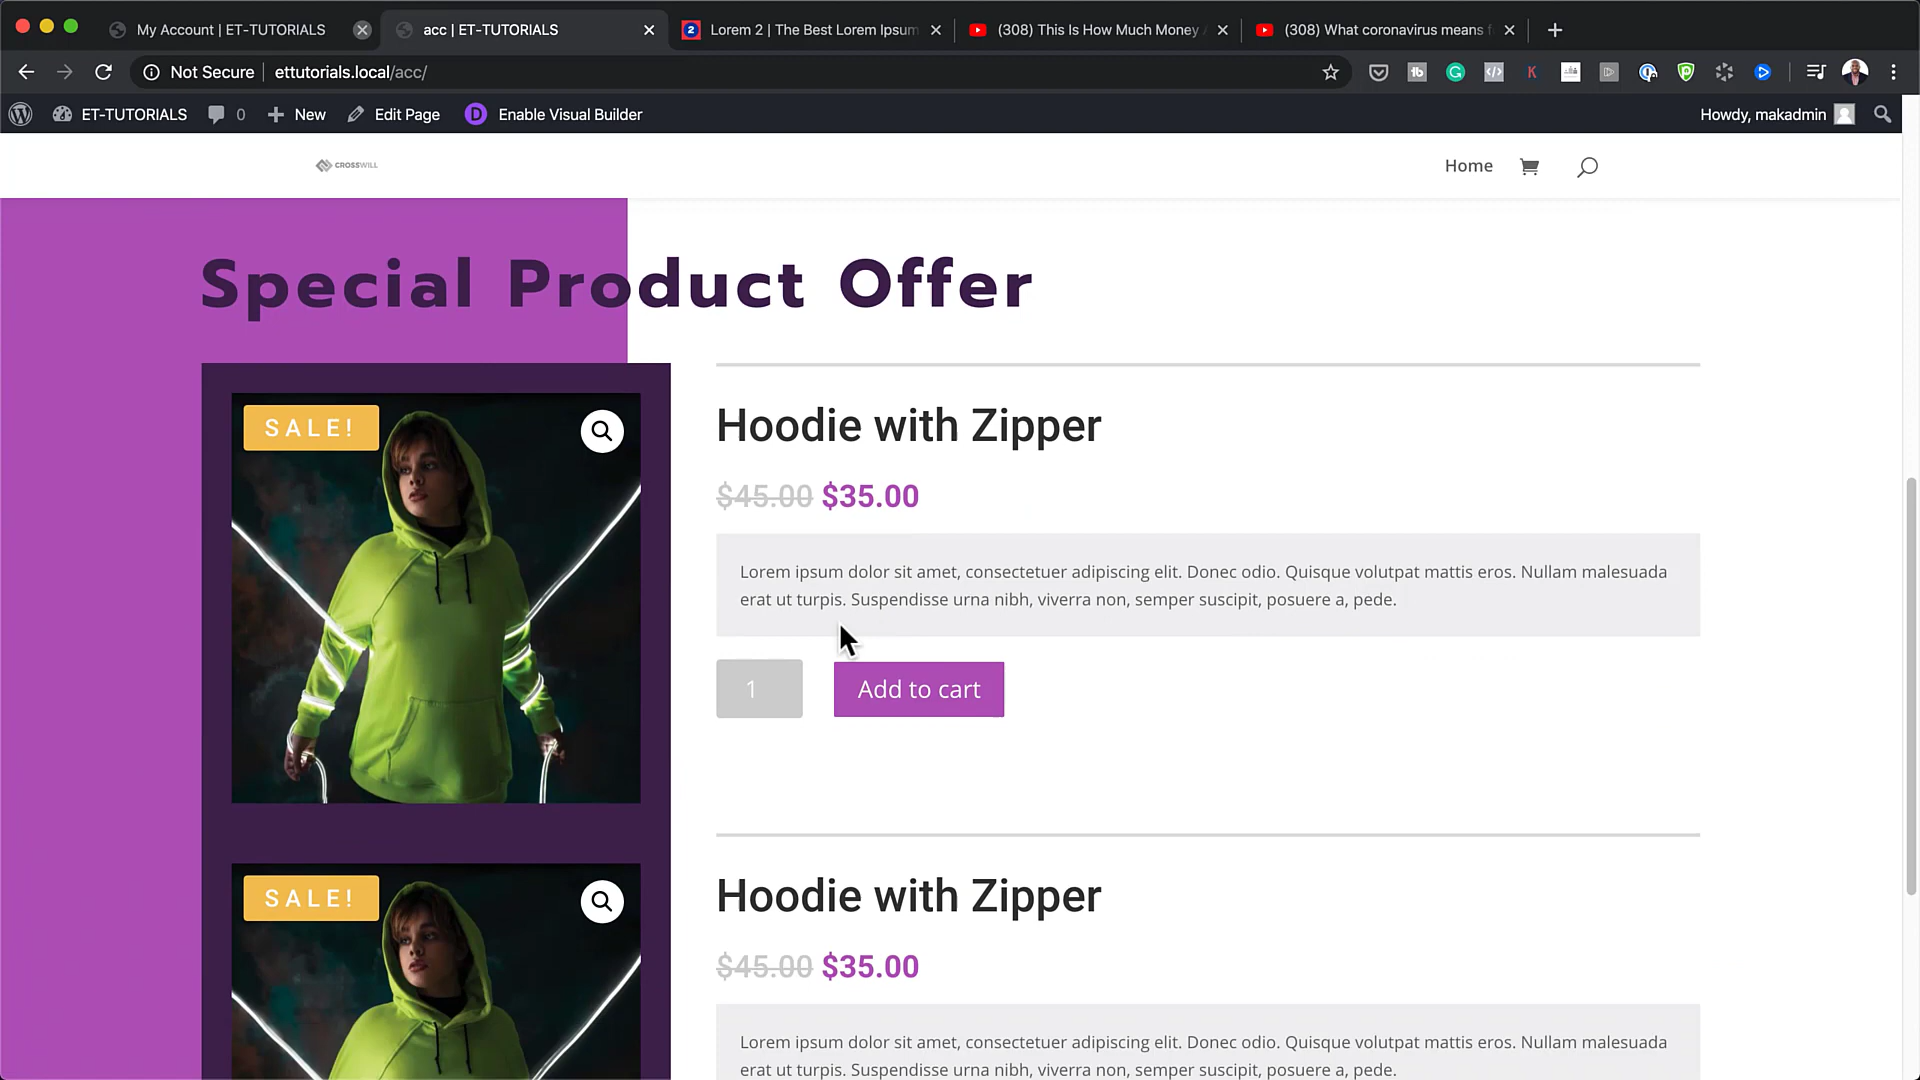 My Account | ET-TUTORIALS
acc | ET-TUTORIALS
Lorem 2 | The Best Lorem Ipsum
(308) This Is How Much Money
(308) What coronavirus means f
Not Secure
ettutorials.local/acc/
ET-TUTORIALS
0
New
Edit Page
D
Enable Visual Builder
Howdy, makadmin
CROSSWILL
Home
Special Product Offer
SALE!
Hoodie with Zipper
$45.00 $35.00
Lorem ipsum dolor sit amet, consectetuer adipiscing elit. Donec odio. Quisque volutpat mattis eros. Nullam malesuada
erat ut turpis. Suspendisse urna nibh, viverra non, semper suscipit, posuere a, pede.
1
Add to cart
SALE!
Hoodie with Zipper
$45.00 $35.00
Lorem ipsum dolor sit amet, consectetuer adipiscing elit. Donec odio. Quisque volutpat mattis eros. Nullam malesuada
erat ut turpis. Suspendisse urna nibh, viverra non, semper suscipit, posuere a, pede.